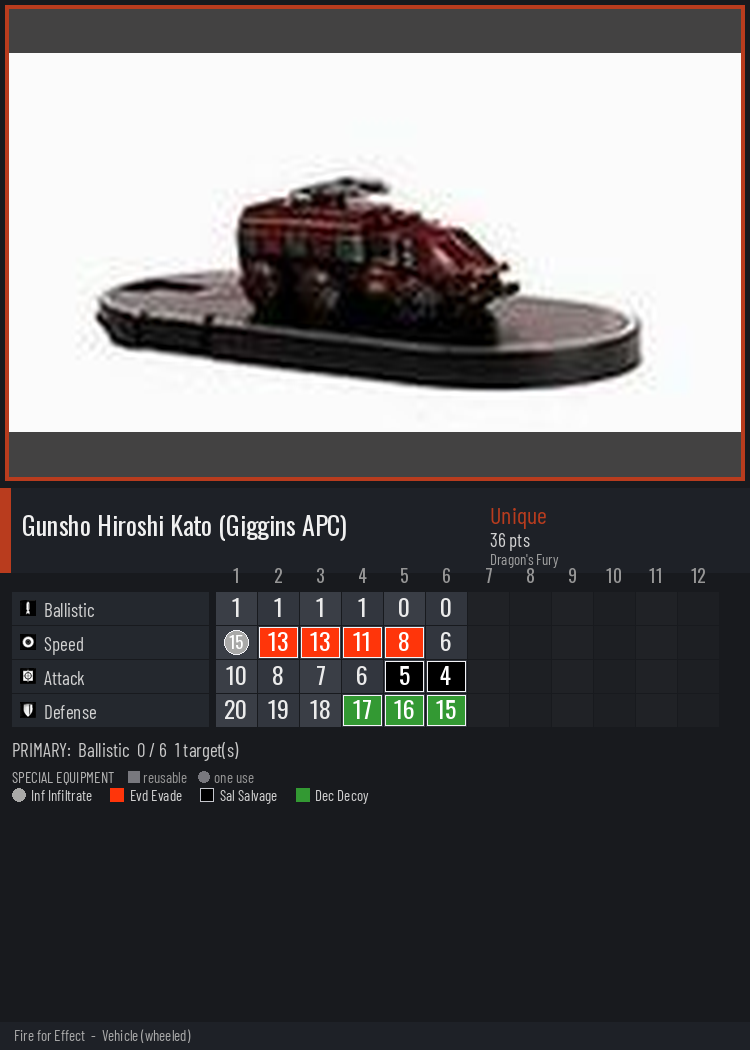 Gunsho Hiroshi Kato (Giggins APC)
Unique
36 pts
Dragon's Fury
1 2 3 4 5 6 7 8 9 10 11 12
Ballistic 1 1 1 1 0 0
Speed 15 13 13 11 8 6
Attack 10 8 7 6 5 4
Defense 20 19 18 17 16 15
PRIMARY: Ballistic 0 / 6 1 target(s)
SPECIAL EQUIPMENT reusable one use
Inf Infiltrate Evd Evade Sal Salvage Dec Decoy
Fire for Effect - Vehicle (wheeled)